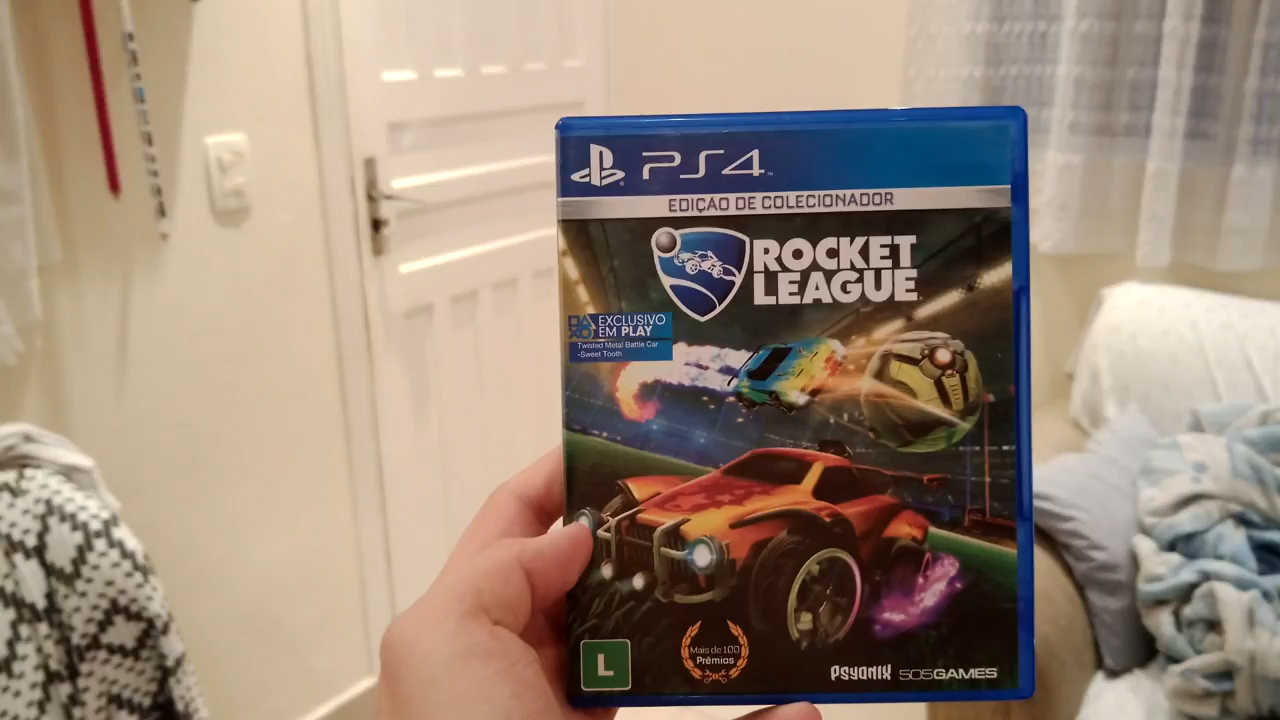 PS4
EDIÇÃO DE COLECIONADOR
ROCKET
LEAGUE
EXCLUSIVO
EM PLAY
Twisted Metal Battle Car
-Sweet Tooth
L
Mais de 100
Prêmios
PSYONIX 505GAMES